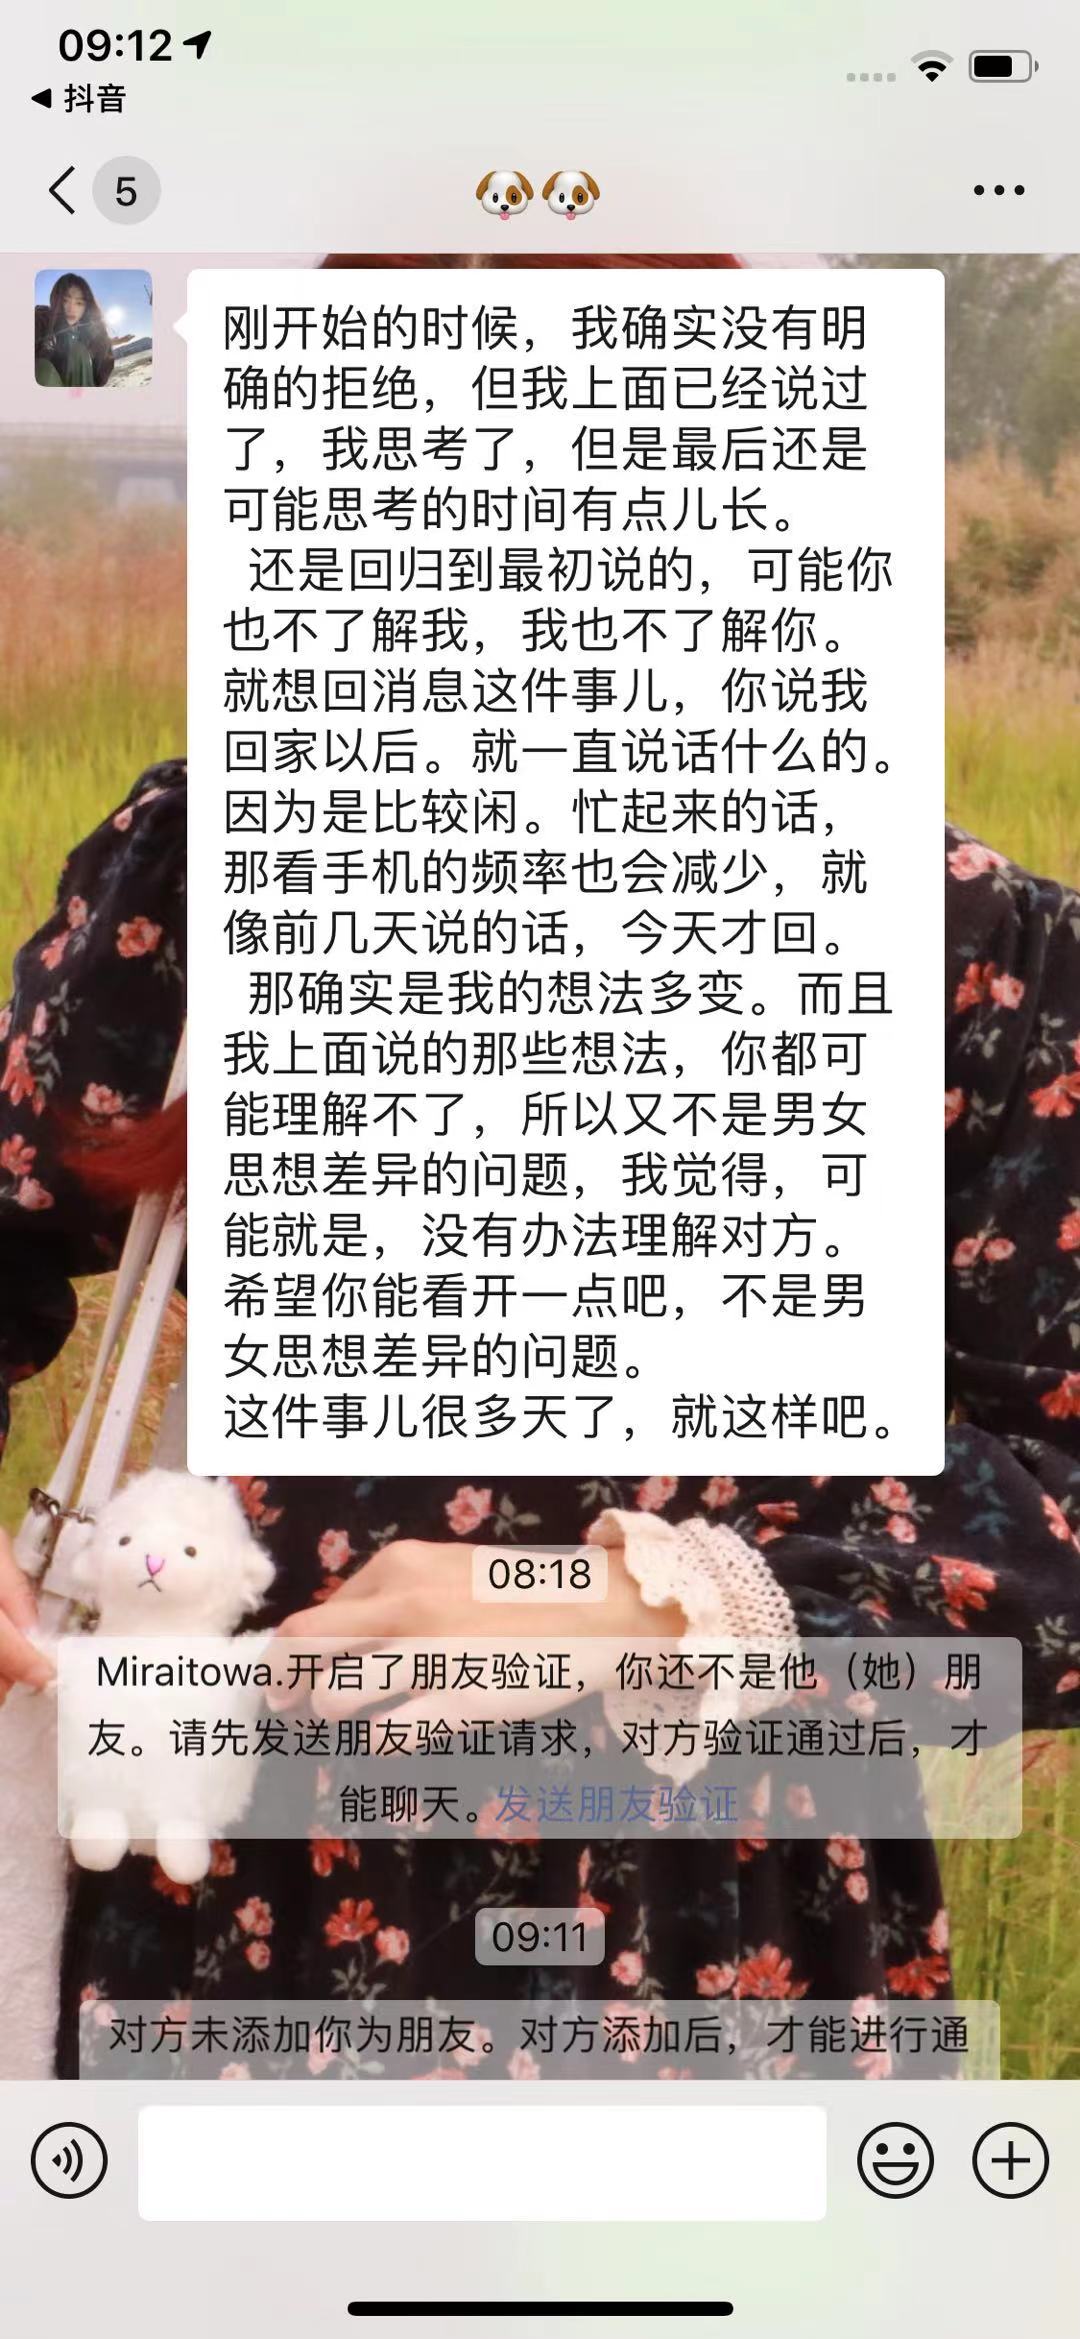 09:12
抖音
5
刚开始的时候，我确实没有明
确的拒绝，但我上面已经说过
了，我思考了，但是最后还是
可能思考的时间有点儿长。
还是回归到最初说的，可能你
也不了解我，我也不了解你。
就想回消息这件事儿，你说我
回家以后。就一直说话什么的。
因为是比较闲。忙起来的话，
那看手机的频率也会减少，就
像前几天说的话，今天才回。
那确实是我的想法多变。而且
我上面说的那些想法，你都可
能理解不了，所以又不是男女
思想差异的问题，我觉得，可
能就是，没有办法理解对方。
希望你能看开一点吧，不是男
女思想差异的问题。
这件事儿很多天了，就这样吧。
08:18
Miraitowa.开启了朋友验证，你还不是他（她）朋
友。请先发送朋友验证请求，对方验证通过后，才
能聊天。发送朋友验证
09:11
对方未添加你为朋友。对方添加后，才能进行通